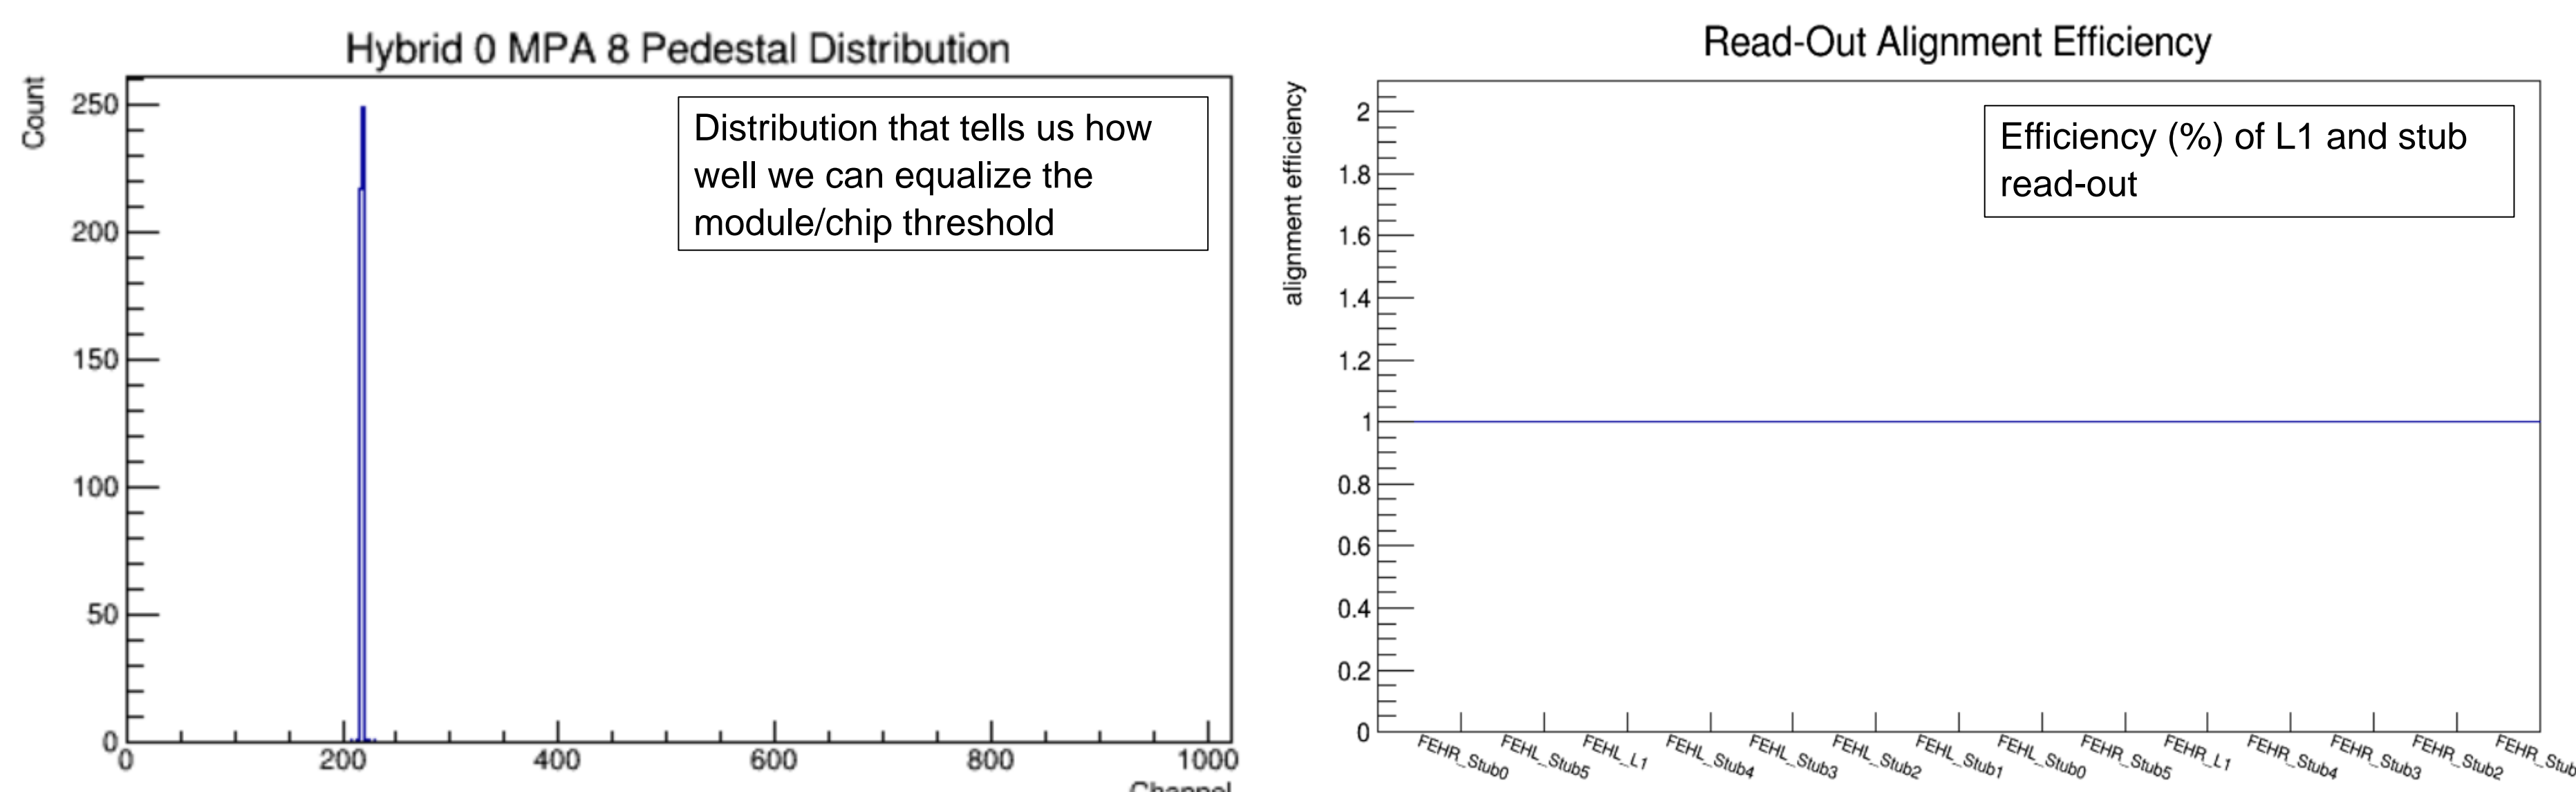 Hybrid 0 MPA 8 Pedestal Distribution
Count
250
200
150
100
50
0
Distribution that tells us how
well we can equalize the
module/chip threshold
0 200 400 600 800 1000
Channel
Read-Out Alignment Efficiency
alignment efficiency
2
1.8
1.6
1.4
1.2
1
0.8
0.6
0.4
0.2
0
Efficiency (%) of L1 and stub
read-out
FEHR_Stub0
FEHL_Stub5
FEHL_L1
FEHL_Stub4
FEHL_Stub3
FEHL_Stub2
FEHL_Stub1
FEHL_Stub0
FEHR_Stub5
FEHR_L1
FEHR_Stub4
FEHR_Stub3
FEHR_Stub2